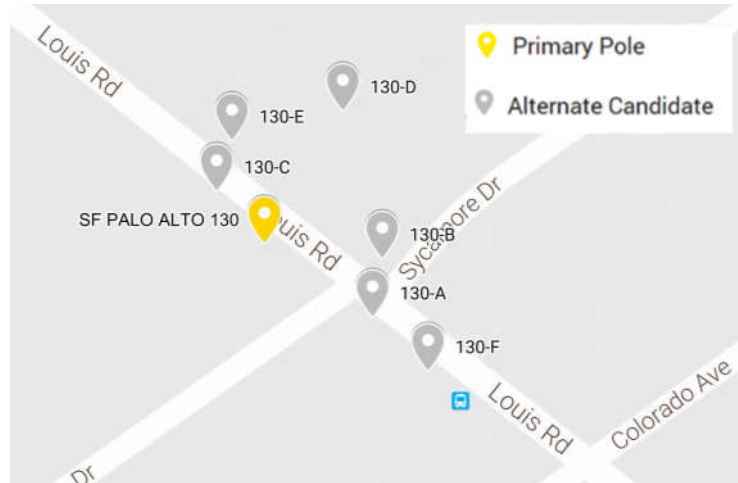 Louis Rd
Primary Pole
Alternate Candidate
130-D
130-E
130-C
SF PALO ALTO 130
Louis Rd
130-B
Sycamore Dr
130-A
130-F
Louis Rd
Colorado Ave
Dr